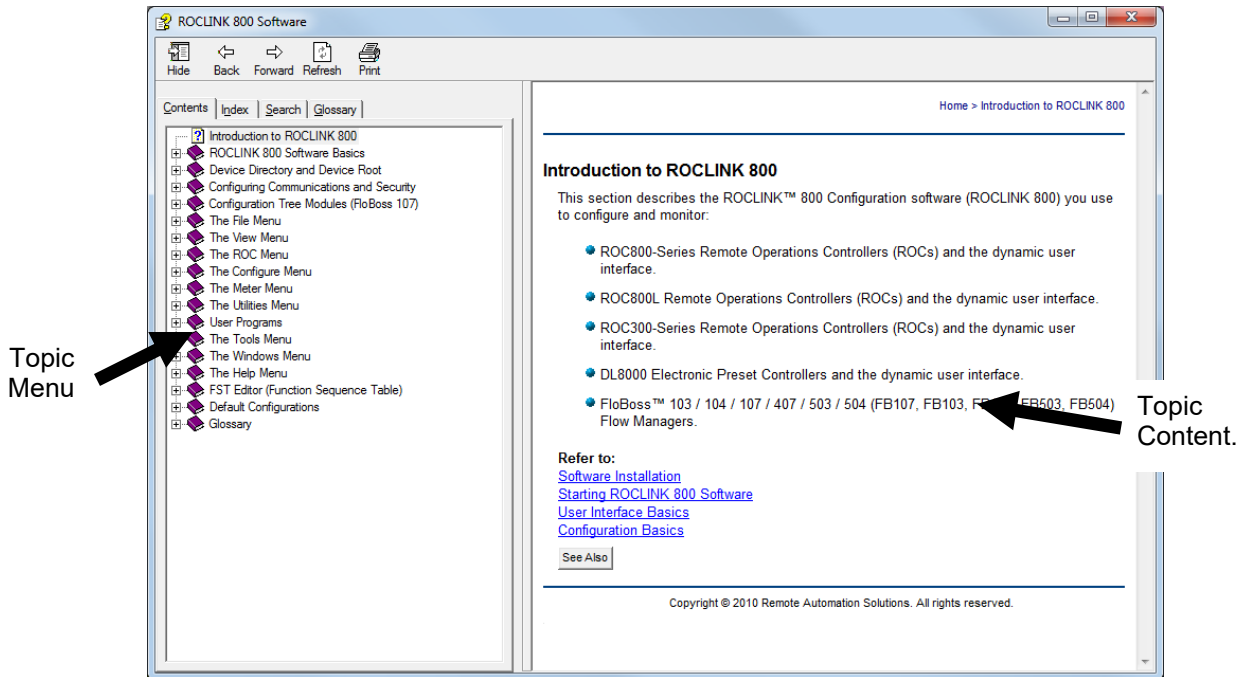 ROCLINK 800 Software
Hide Back Forward Refresh Print
Contents Index Search Glossary
Introduction to ROCLINK 800
ROCLINK 800 Software Basics
Device Directory and Device Root
Configuring Communications and Security
Configuration Tree Modules (FloBoss 107)
The File Menu
The View Menu
The ROC Menu
The Configure Menu
The Meter Menu
The Utilities Menu
User Programs
The Tools Menu
The Windows Menu
The Help Menu
FST Editor (Function Sequence Table)
Default Configurations
Glossary
Topic
Menu
Home > Introduction to ROCLINK 800
Introduction to ROCLINK 800
This section describes the ROCLINK™ 800 Configuration software (ROCLINK 800) you use
to configure and monitor:
ROC800-Series Remote Operations Controllers (ROCs) and the dynamic user
interface.
ROC800L Remote Operations Controllers (ROCs) and the dynamic user interface.
ROC300-Series Remote Operations Controllers (ROCs) and the dynamic user
interface.
DL8000 Electronic Preset Controllers and the dynamic user interface.
FloBoss™ 103 / 104 / 107 / 407 / 503 / 504 (FB107, FB103, FB503, FB504)
Flow Managers.
Topic
Content.
Refer to:
Software Installation
Starting ROCLINK 800 Software
User Interface Basics
Configuration Basics
See Also
Copyright © 2010 Remote Automation Solutions. All rights reserved.